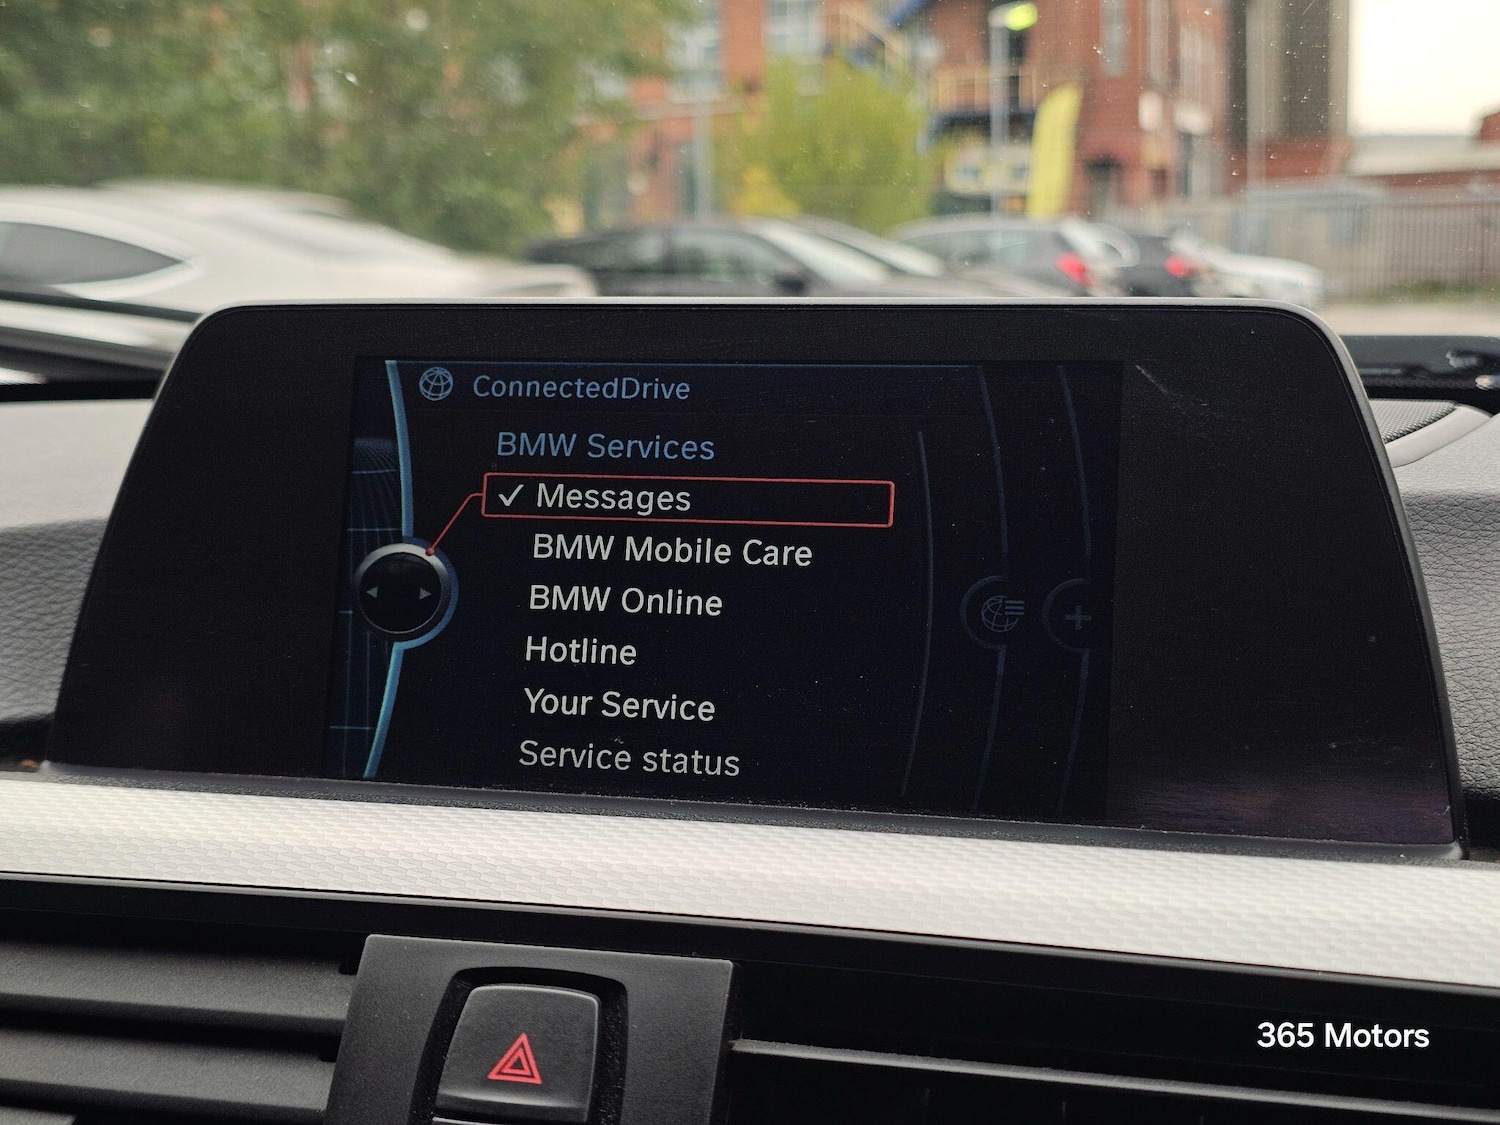 ConnectedDrive
BMW Services
✓ Messages
BMW Mobile Care
BMW Online
Hotline
Your Service
Service status
365 Motors